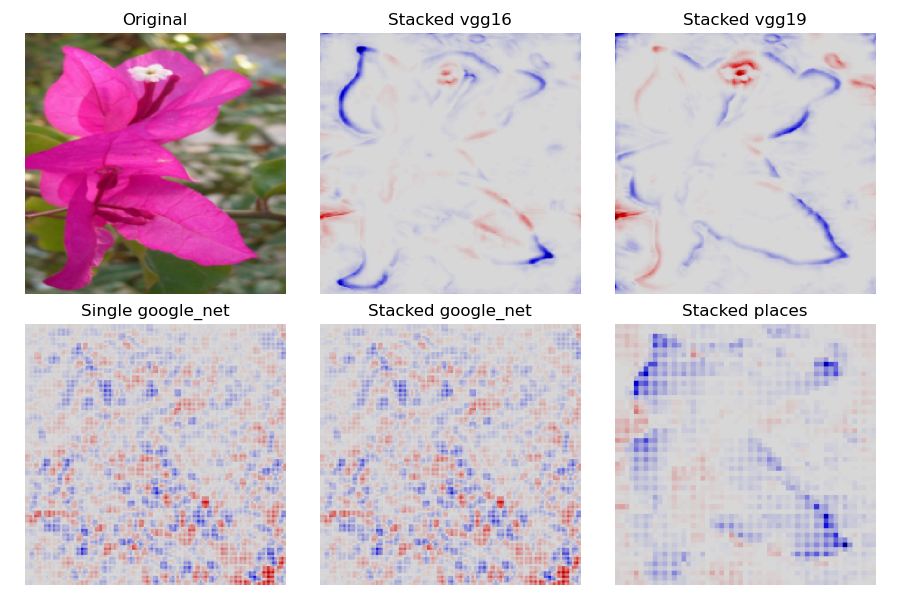 Original
Stacked vgg16
Stacked vgg19
Single google_net
Stacked google_net
Stacked places